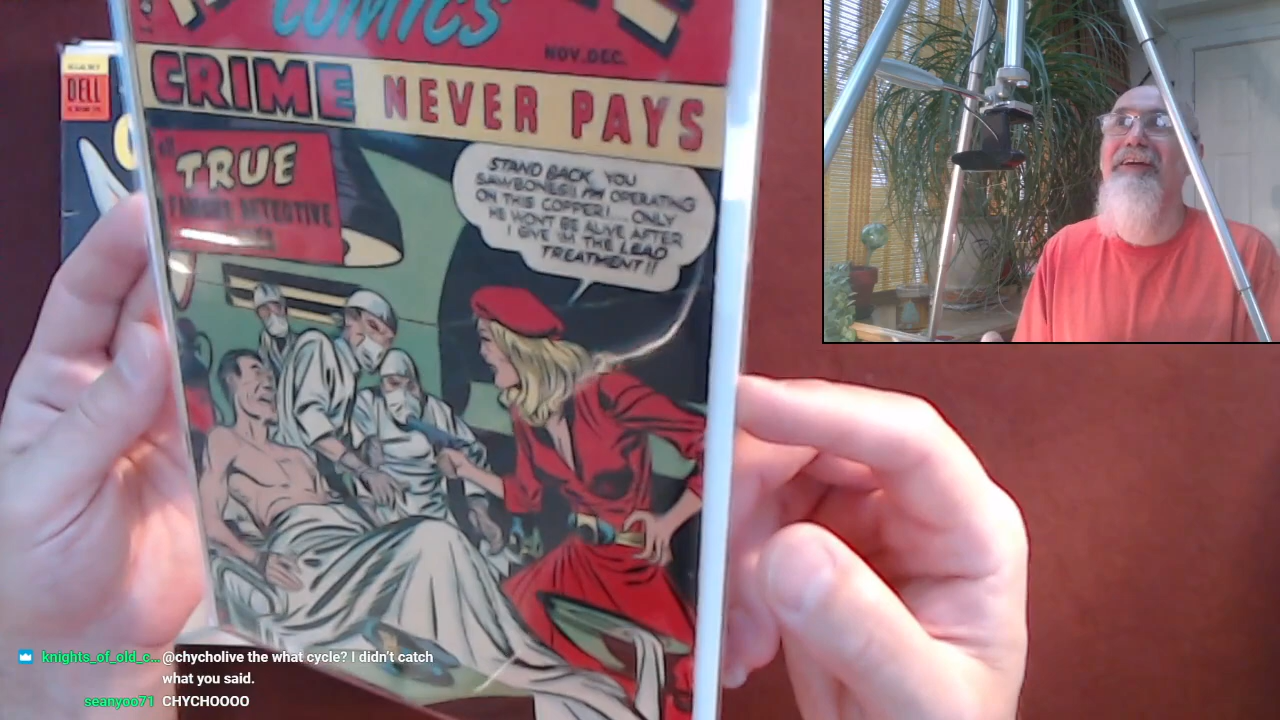 COMICS
NOV.DEC.
DELL
CRIME NEVER PAYS
TRUE
FAMOUS DETECTIVE
STAND BACK, YOU
SAWBONES!! I'M OPERATING
ON THIS COPPER!... ONLY
HE WON'T BE ALIVE AFTER
I GIVE 'IM THE LEAD
TREATMENT!!
knights_of_old_c... @chycholive the what cycle? I didn't catch
what you said.
seanyoo71 CHYCHOOOO